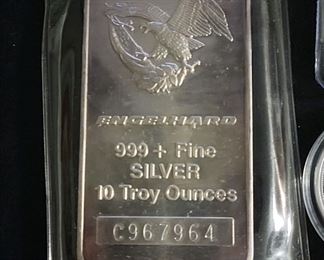 ENGELHARD
999 + Fine
SILVER
10 Troy Ounces
C967964